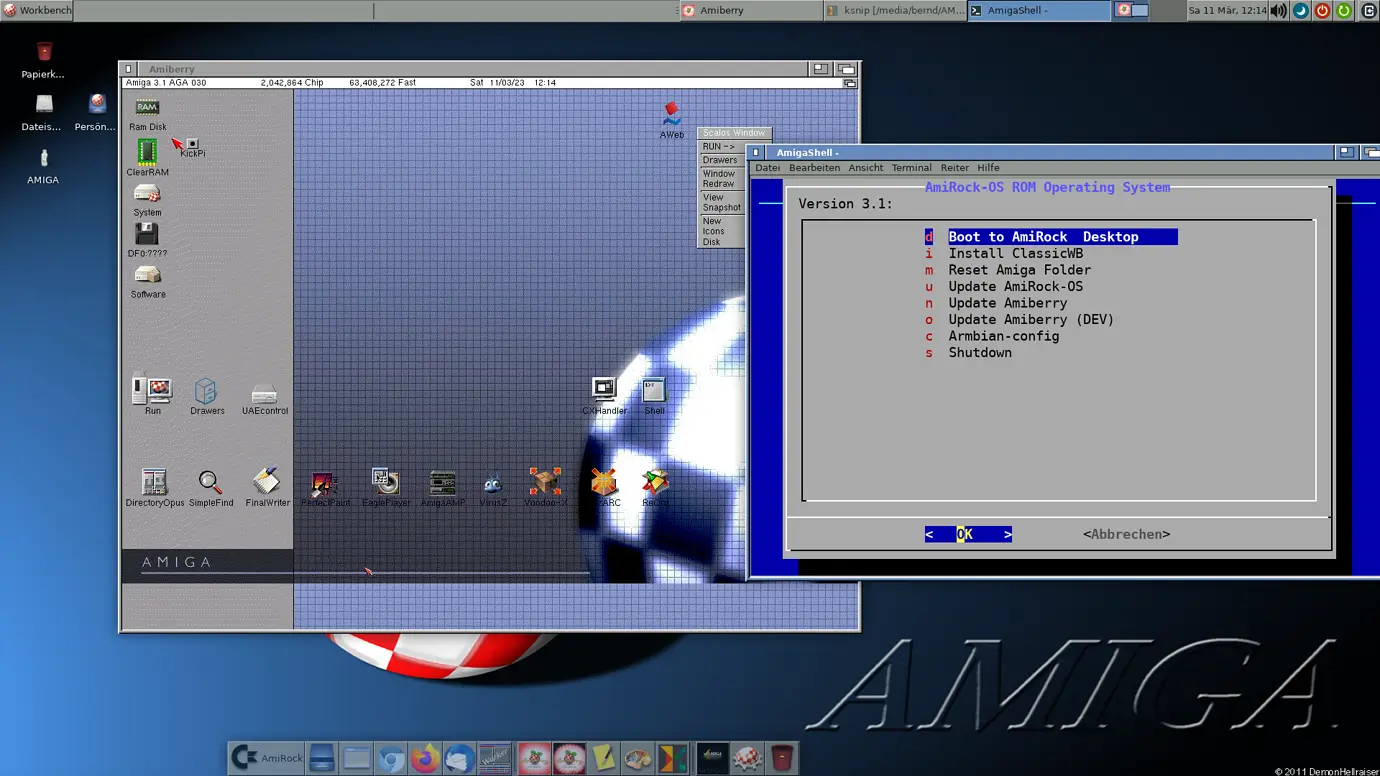 Workbench
Amiberry
ksnip [/media/bernd/AM...
AmigaShell -
Sa 11 Mär, 12:14
Papierk...
Dateis...
Persön...
AMIGA
Amiberry
Amiga 3.1 AGA 030 2,042,864 Chip 63,408,272 Fast Sat 11/03/23 12:14
RAM
Ram Disk
KickPi
ClearRAM
System
DF0:????
Software
AWeb
Scalos Window
RUN ->
Drawers
Window
Redraw
View
Snapshot
New
Icons
Disk
Run
Drawers
UAEcontrol
CXHandler
Shell
DirectoryOpus
SimpleFind
FinalWriter
PerfectPaint
EaglePlayer
AmigaAMP
VirusZ
AMIGA
AmigaShell -
Datei Bearbeiten Ansicht Terminal Reiter Hilfe
AmiRock-OS ROM Operating System
Version 3.1:
d Boot to AmiRock Desktop
i Install ClassicWB
m Reset Amiga Folder
u Update AmiRock-OS
n Update Amiberry
o Update Amiberry (DEV)
c Armbian-config
s Shutdown
< OK >
<Abbrechen>
AMIGA
AmiRock
Worker
© 2011 DemonHellraiser